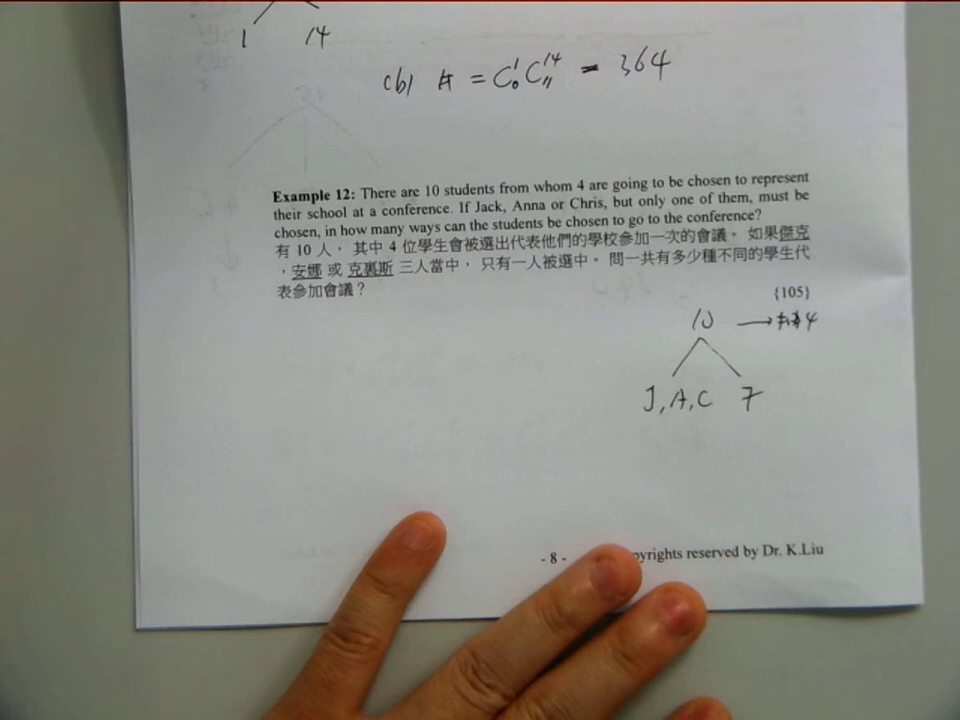 1 14
(b) # = C¹₀ C¹⁴₁₁ = 364
Example 12: There are 10 students from whom 4 are going to be chosen to represent
their school at a conference. If Jack, Anna or Chris, but only one of them, must be
chosen, in how many ways can the students be chosen to go to the conference?
有 10 人， 其中 4 位學生會被選出代表他們的學校參加一次的會議。 如果傑克
，安娜 或 克裏斯 三人當中， 只有一人被選中。 問一共有多少種不同的學生代
表參加會議？
{105}
10 → 4
J, A, C 7
- 8 - pyrights reserved by Dr. K.Liu